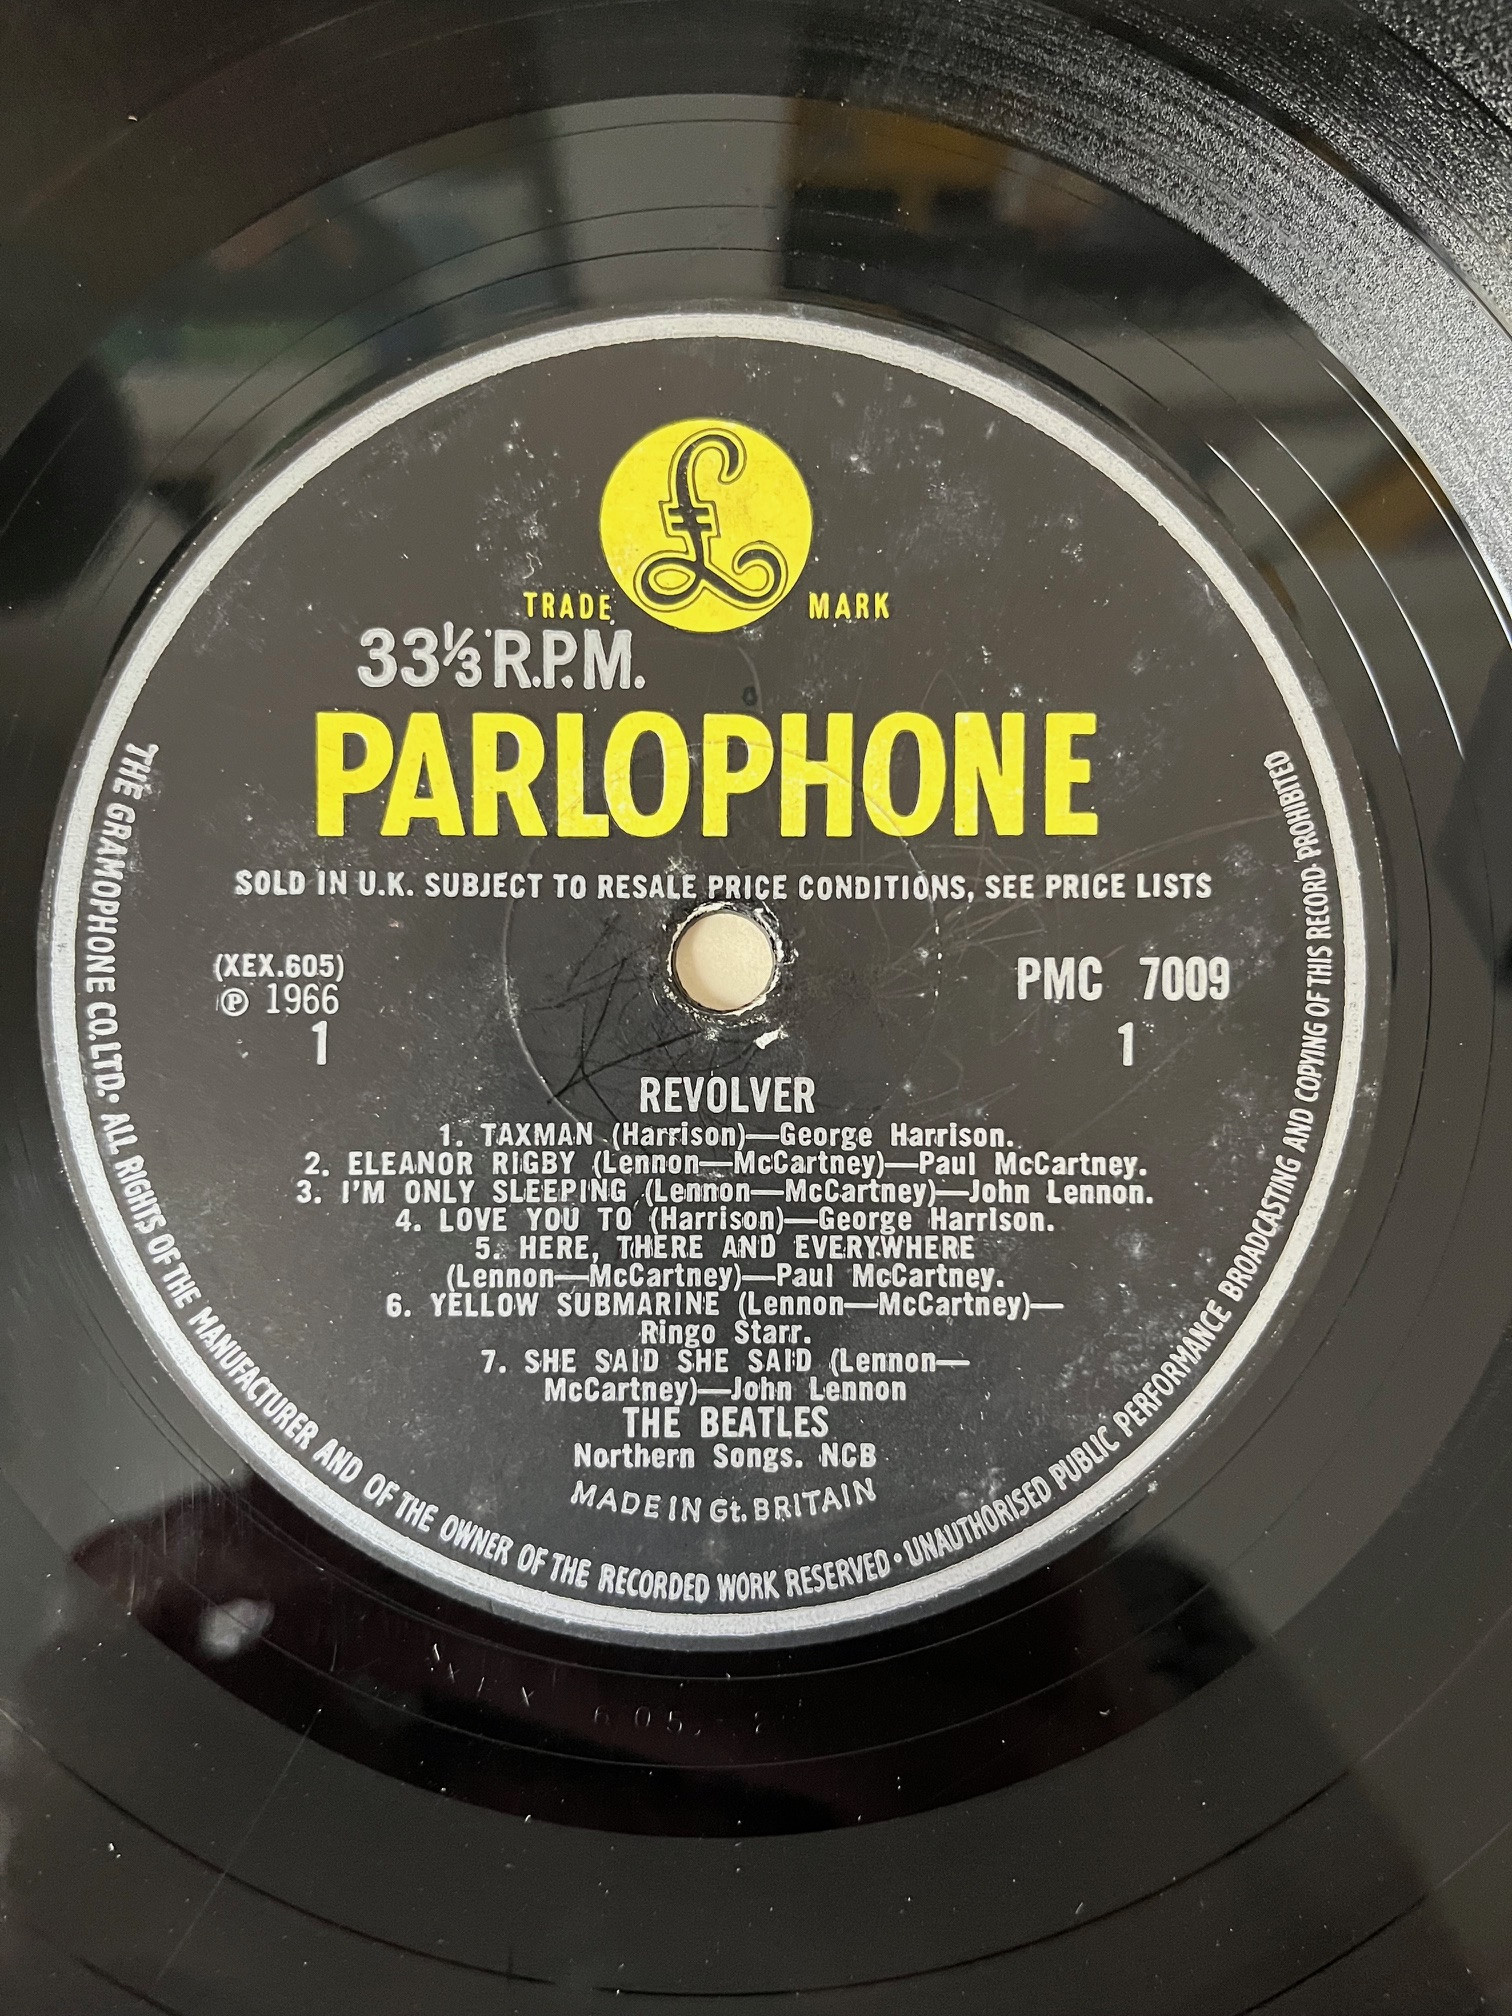 £
TRADE MARK
33⅓ R.P.M.
PARLOPHONE
SOLD IN U.K. SUBJECT TO RESALE PRICE CONDITIONS, SEE PRICE LISTS
(XEX.605)
℗ 1966
1
PMC 7009
1
REVOLVER
1. TAXMAN (Harrison)—George Harrison.
2. ELEANOR RIGBY (Lennon—McCartney)—Paul McCartney.
3. I'M ONLY SLEEPING (Lennon—McCartney)—John Lennon.
4. LOVE YOU TO (Harrison)—George Harrison.
5. HERE, THERE AND EVERYWHERE
(Lennon—McCartney)—Paul McCartney.
6. YELLOW SUBMARINE (Lennon—McCartney)—
Ringo Starr.
7. SHE SAID SHE SAID (Lennon—
McCartney)—John Lennon
THE BEATLES
Northern Songs. NCB
MADE IN Gt. BRITAIN
THE GRAMOPHONE CO. LTD. • ALL RIGHTS OF THE MANUFACTURER AND OF THE OWNER OF THE RECORDED WORK RESERVED • UNAUTHORISED PUBLIC PERFORMANCE BROADCASTING AND COPYING OF THIS RECORD PROHIBITED
XEX 605